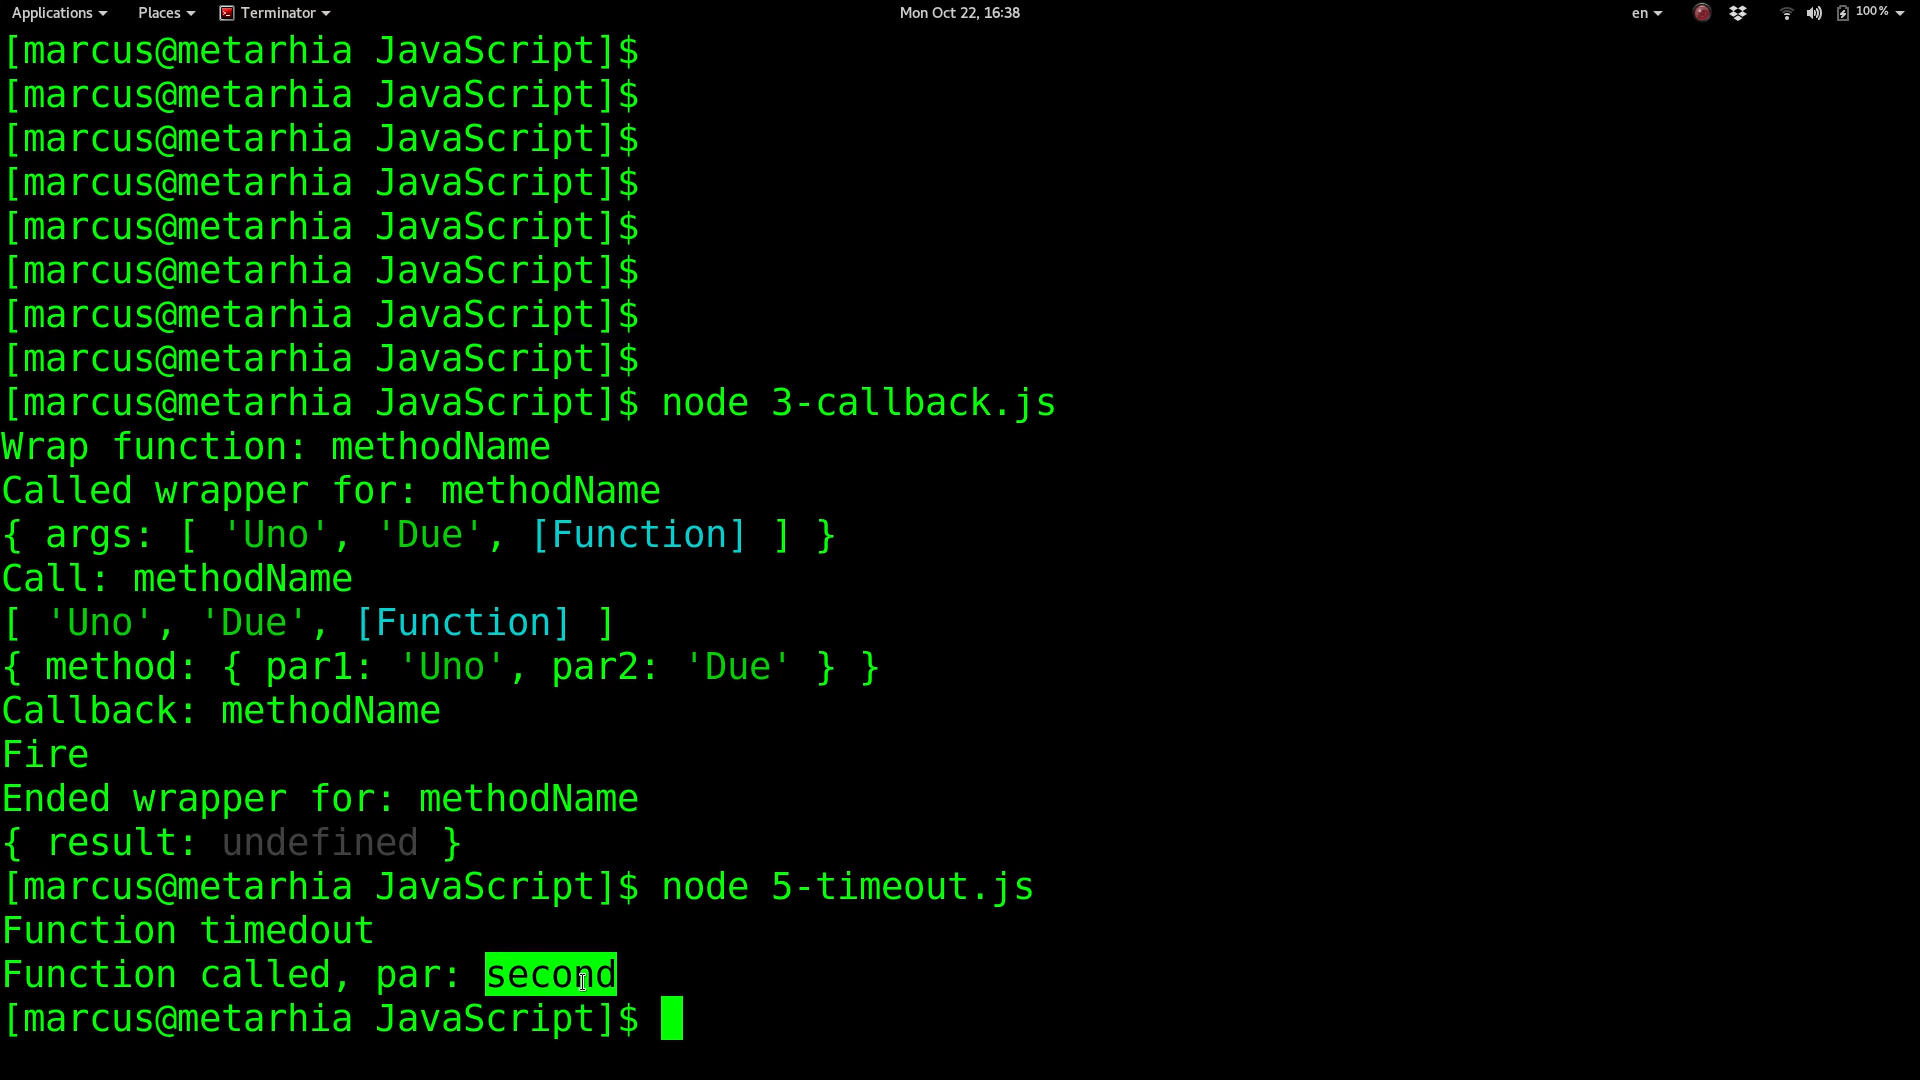 Applications Places Terminator Mon Oct 22, 16:38 en 100%
[marcus@metarhia JavaScript]$
[marcus@metarhia JavaScript]$
[marcus@metarhia JavaScript]$
[marcus@metarhia JavaScript]$
[marcus@metarhia JavaScript]$
[marcus@metarhia JavaScript]$
[marcus@metarhia JavaScript]$
[marcus@metarhia JavaScript]$
[marcus@metarhia JavaScript]$ node 3-callback.js
Wrap function: methodName
Called wrapper for: methodName
{ args: [ 'Uno', 'Due', [Function] ] }
Call: methodName
[ 'Uno', 'Due', [Function] ]
{ method: { par1: 'Uno', par2: 'Due' } }
Callback: methodName
Fire
Ended wrapper for: methodName
{ result: undefined }
[marcus@metarhia JavaScript]$ node 5-timeout.js
Function timedout
Function called, par: second
[marcus@metarhia JavaScript]$